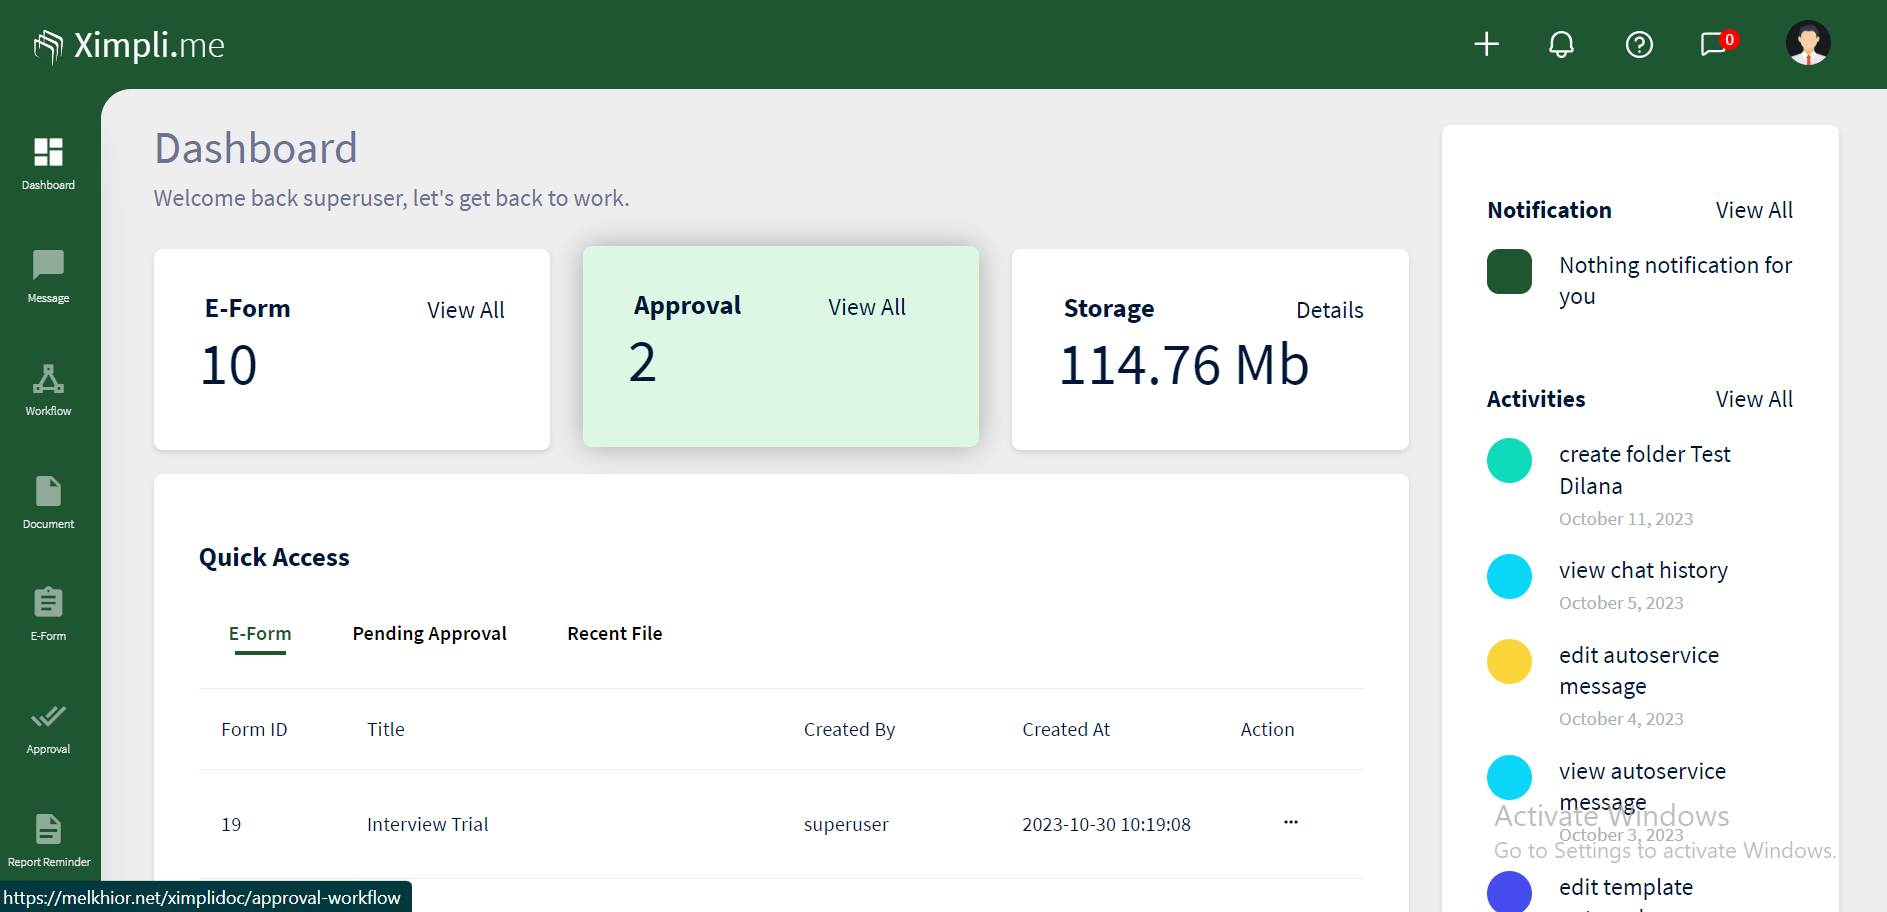 Ximpli.me
0
Dashboard
Message
Workflow
Document
E-Form
Approval
Report Reminder
Dashboard
Welcome back superuser, let's get back to work.
E-Form View All
10
Approval View All
2
Storage Details
114.76 Mb
Quick Access
E-Form Pending Approval Recent File
Form ID Title Created By Created At Action
19 Interview Trial superuser 2023-10-30 10:19:08 ...
Notification View All
Nothing notification for
you
Activities View All
create folder Test
Dilana
October 11, 2023
view chat history
October 5, 2023
edit autoservice
message
October 4, 2023
view autoservice
message
October 3, 2023
edit template
Activate Windows
Go to Settings to activate Windows.
https://melkhior.net/ximplidoc/approval-workflow